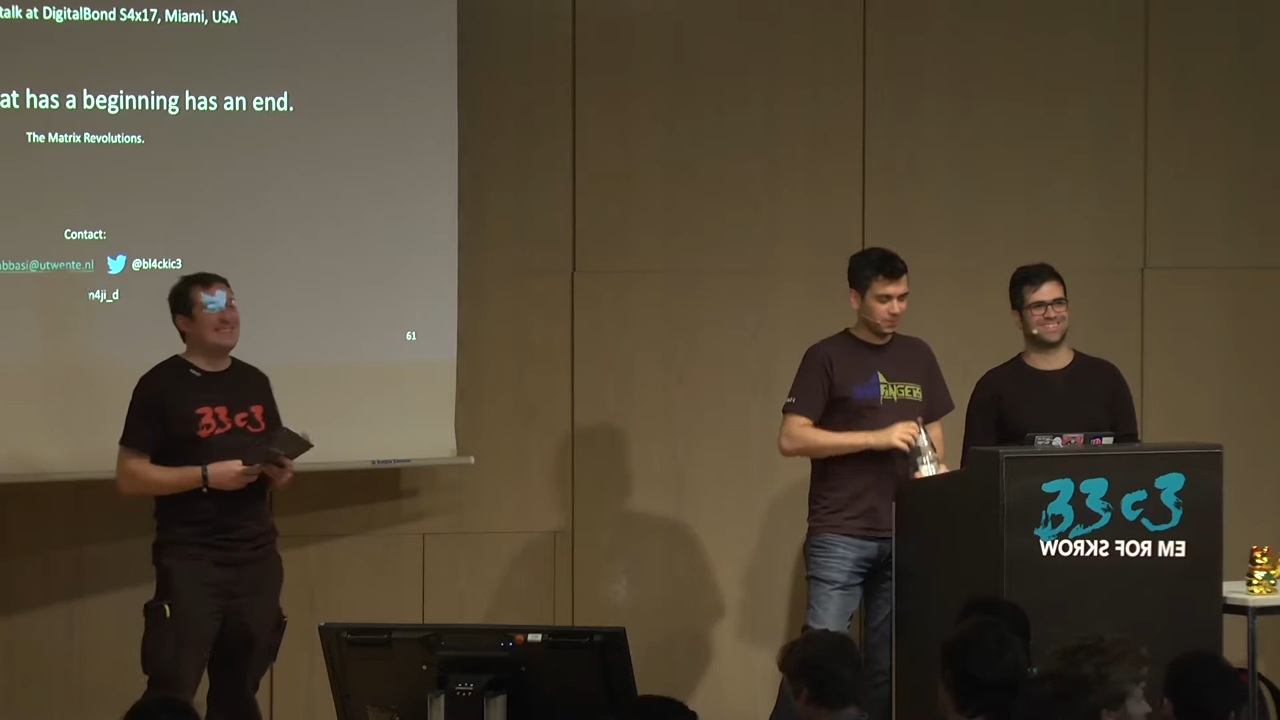 talk at DigitalBond S4x17, Miami, USA
at has a beginning has an end.
The Matrix Revolutions.
Contact:
abbasi@utwente.nl @bl4ckic3
n4ji_d
61
33c3
FINGERS
33c3
WORKS FOR ME